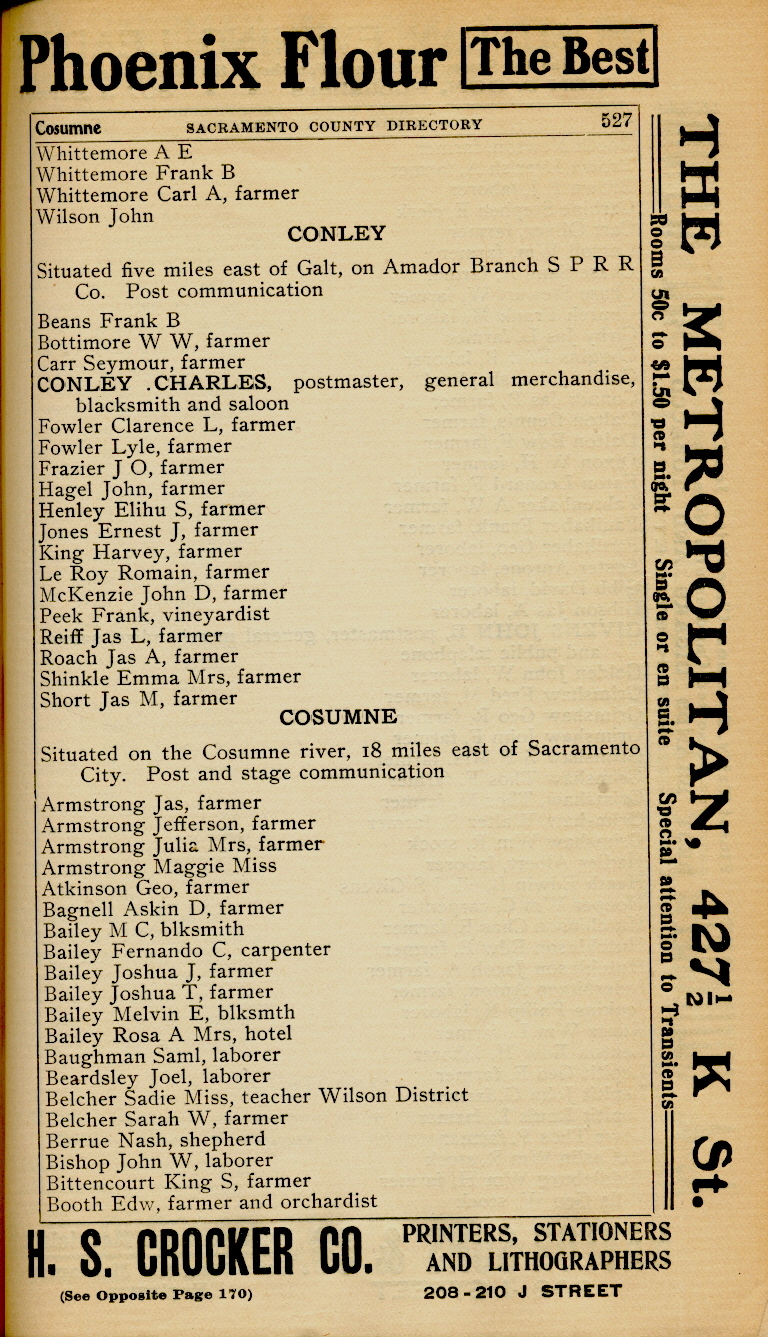 Phoenix Flour The Best
Cosumne SACRAMENTO COUNTY DIRECTORY 527
Whittemore A E
Whittemore Frank B
Whittemore Carl A, farmer
Wilson John
CONLEY
Situated five miles east of Galt, on Amador Branch S P R R
Co. Post communication
Beans Frank B
Bottimore W W, farmer
Carr Seymour, farmer
CONLEY .CHARLES, postmaster, general merchandise,
blacksmith and saloon
Fowler Clarence L, farmer
Fowler Lyle, farmer
Frazier J O, farmer
Hagel John, farmer
Henley Elihu S, farmer
Jones Ernest J, farmer
King Harvey, farmer
Le Roy Romain, farmer
McKenzie John D, farmer
Peek Frank, vineyardist
Reiff Jas L, farmer
Roach Jas A, farmer
Shinkle Emma Mrs, farmer
Short Jas M, farmer
COSUMNE
Situated on the Cosumne river, 18 miles east of Sacramento
City. Post and stage communication
Armstrong Jas, farmer
Armstrong Jefferson, farmer
Armstrong Julia Mrs, farmer
Armstrong Maggie Miss
Atkinson Geo, farmer
Bagnell Askin D, farmer
Bailey M C, blksmith
Bailey Fernando C, carpenter
Bailey Joshua J, farmer
Bailey Joshua T, farmer
Bailey Melvin E, blksmth
Bailey Rosa A Mrs, hotel
Baughman Saml, laborer
Beardsley Joel, laborer
Belcher Sadie Miss, teacher Wilson District
Belcher Sarah W, farmer
Berrue Nash, shepherd
Bishop John W, laborer
Bittencourt King S, farmer
Booth Edw, farmer and orchardist
THE METROPOLITAN, 427½ K St.
Rooms 50c to $1.50 per night Single or en suite Special attention to Transients
H. S. CROCKER CO.
(See Opposite Page 170)
PRINTERS, STATIONERS
AND LITHOGRAPHERS
208-210 J STREET